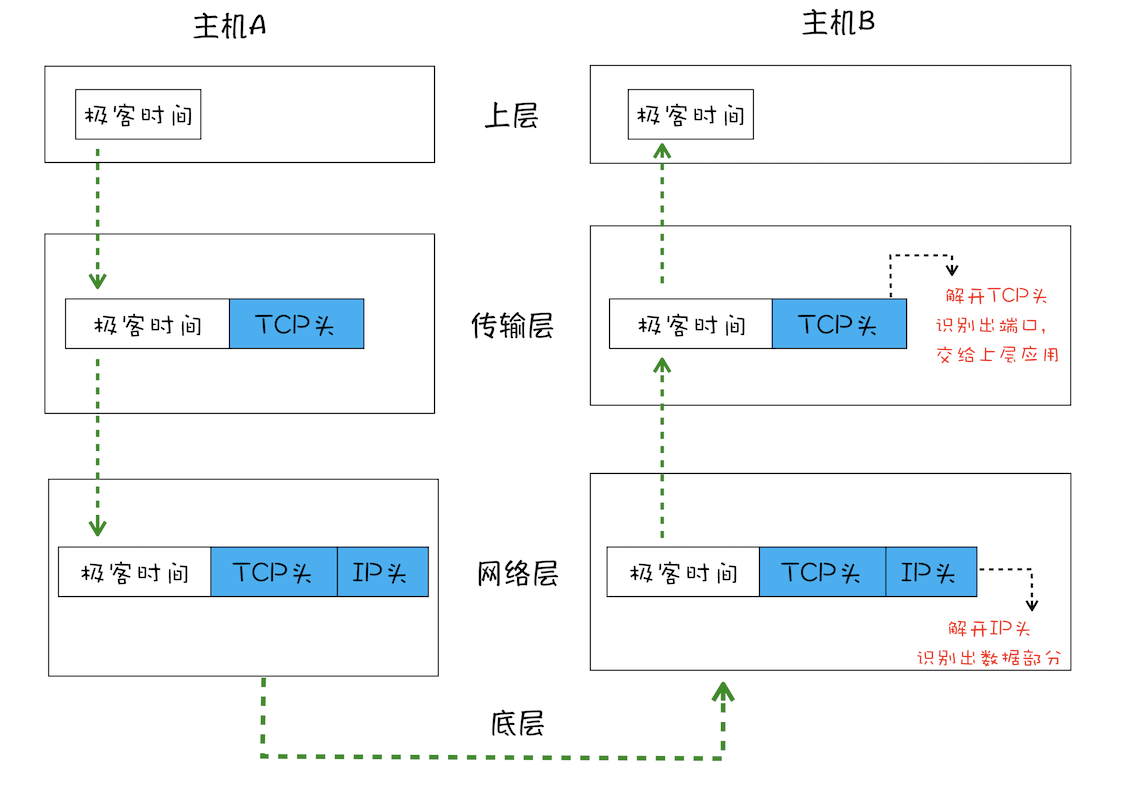 主机A
主机B
极客时间
上层
极客时间
极客时间
TCP头
传输层
极客时间
TCP头
解开TCP头
识别出端口,
交给上层应用
极客时间
TCP头
IP头
网络层
极客时间
TCP头
IP头
解开IP头
识别出数据部分
底层